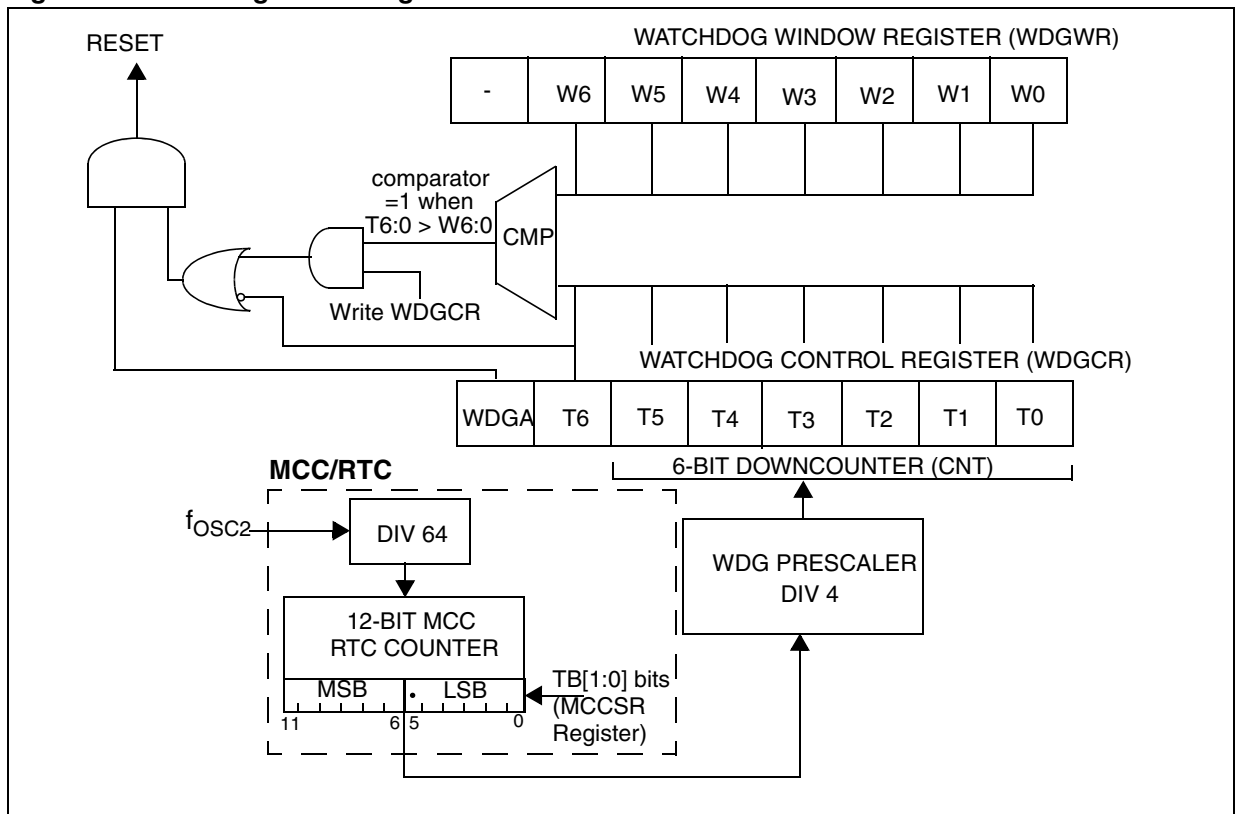 RESET
WATCHDOG WINDOW REGISTER (WDGWR)
- W6 W5 W4 W3 W2 W1 W0
comparator
=1 when
T6:0 > W6:0
CMP
Write WDGCR
WATCHDOG CONTROL REGISTER (WDGCR)
WDGA T6 T5 T4 T3 T2 T1 T0
6-BIT DOWNCOUNTER (CNT)
MCC/RTC
fOSC2
DIV 64
WDG PRESCALER
DIV 4
12-BIT MCC
RTC COUNTER
MSB LSB
11 6 5 0
TB[1:0] bits
(MCCSR
Register)